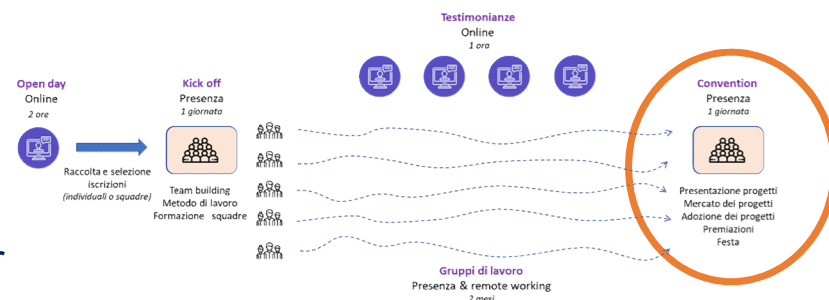 Testimonianze
Online
1 ora
Open day
Online
2 ore
Raccolta e selezione
iscrizioni
(individuali o squadre)
Kick off
Presenza
1 giornata
Team building
Metodo di lavoro
Formazione squadre
Gruppi di lavoro
Presenza & remote working
2 mesi
Convention
Presenza
1 giornata
Presentazione progetti
Mercato dei progetti
Adozione dei progetti
Premiazioni
Festa